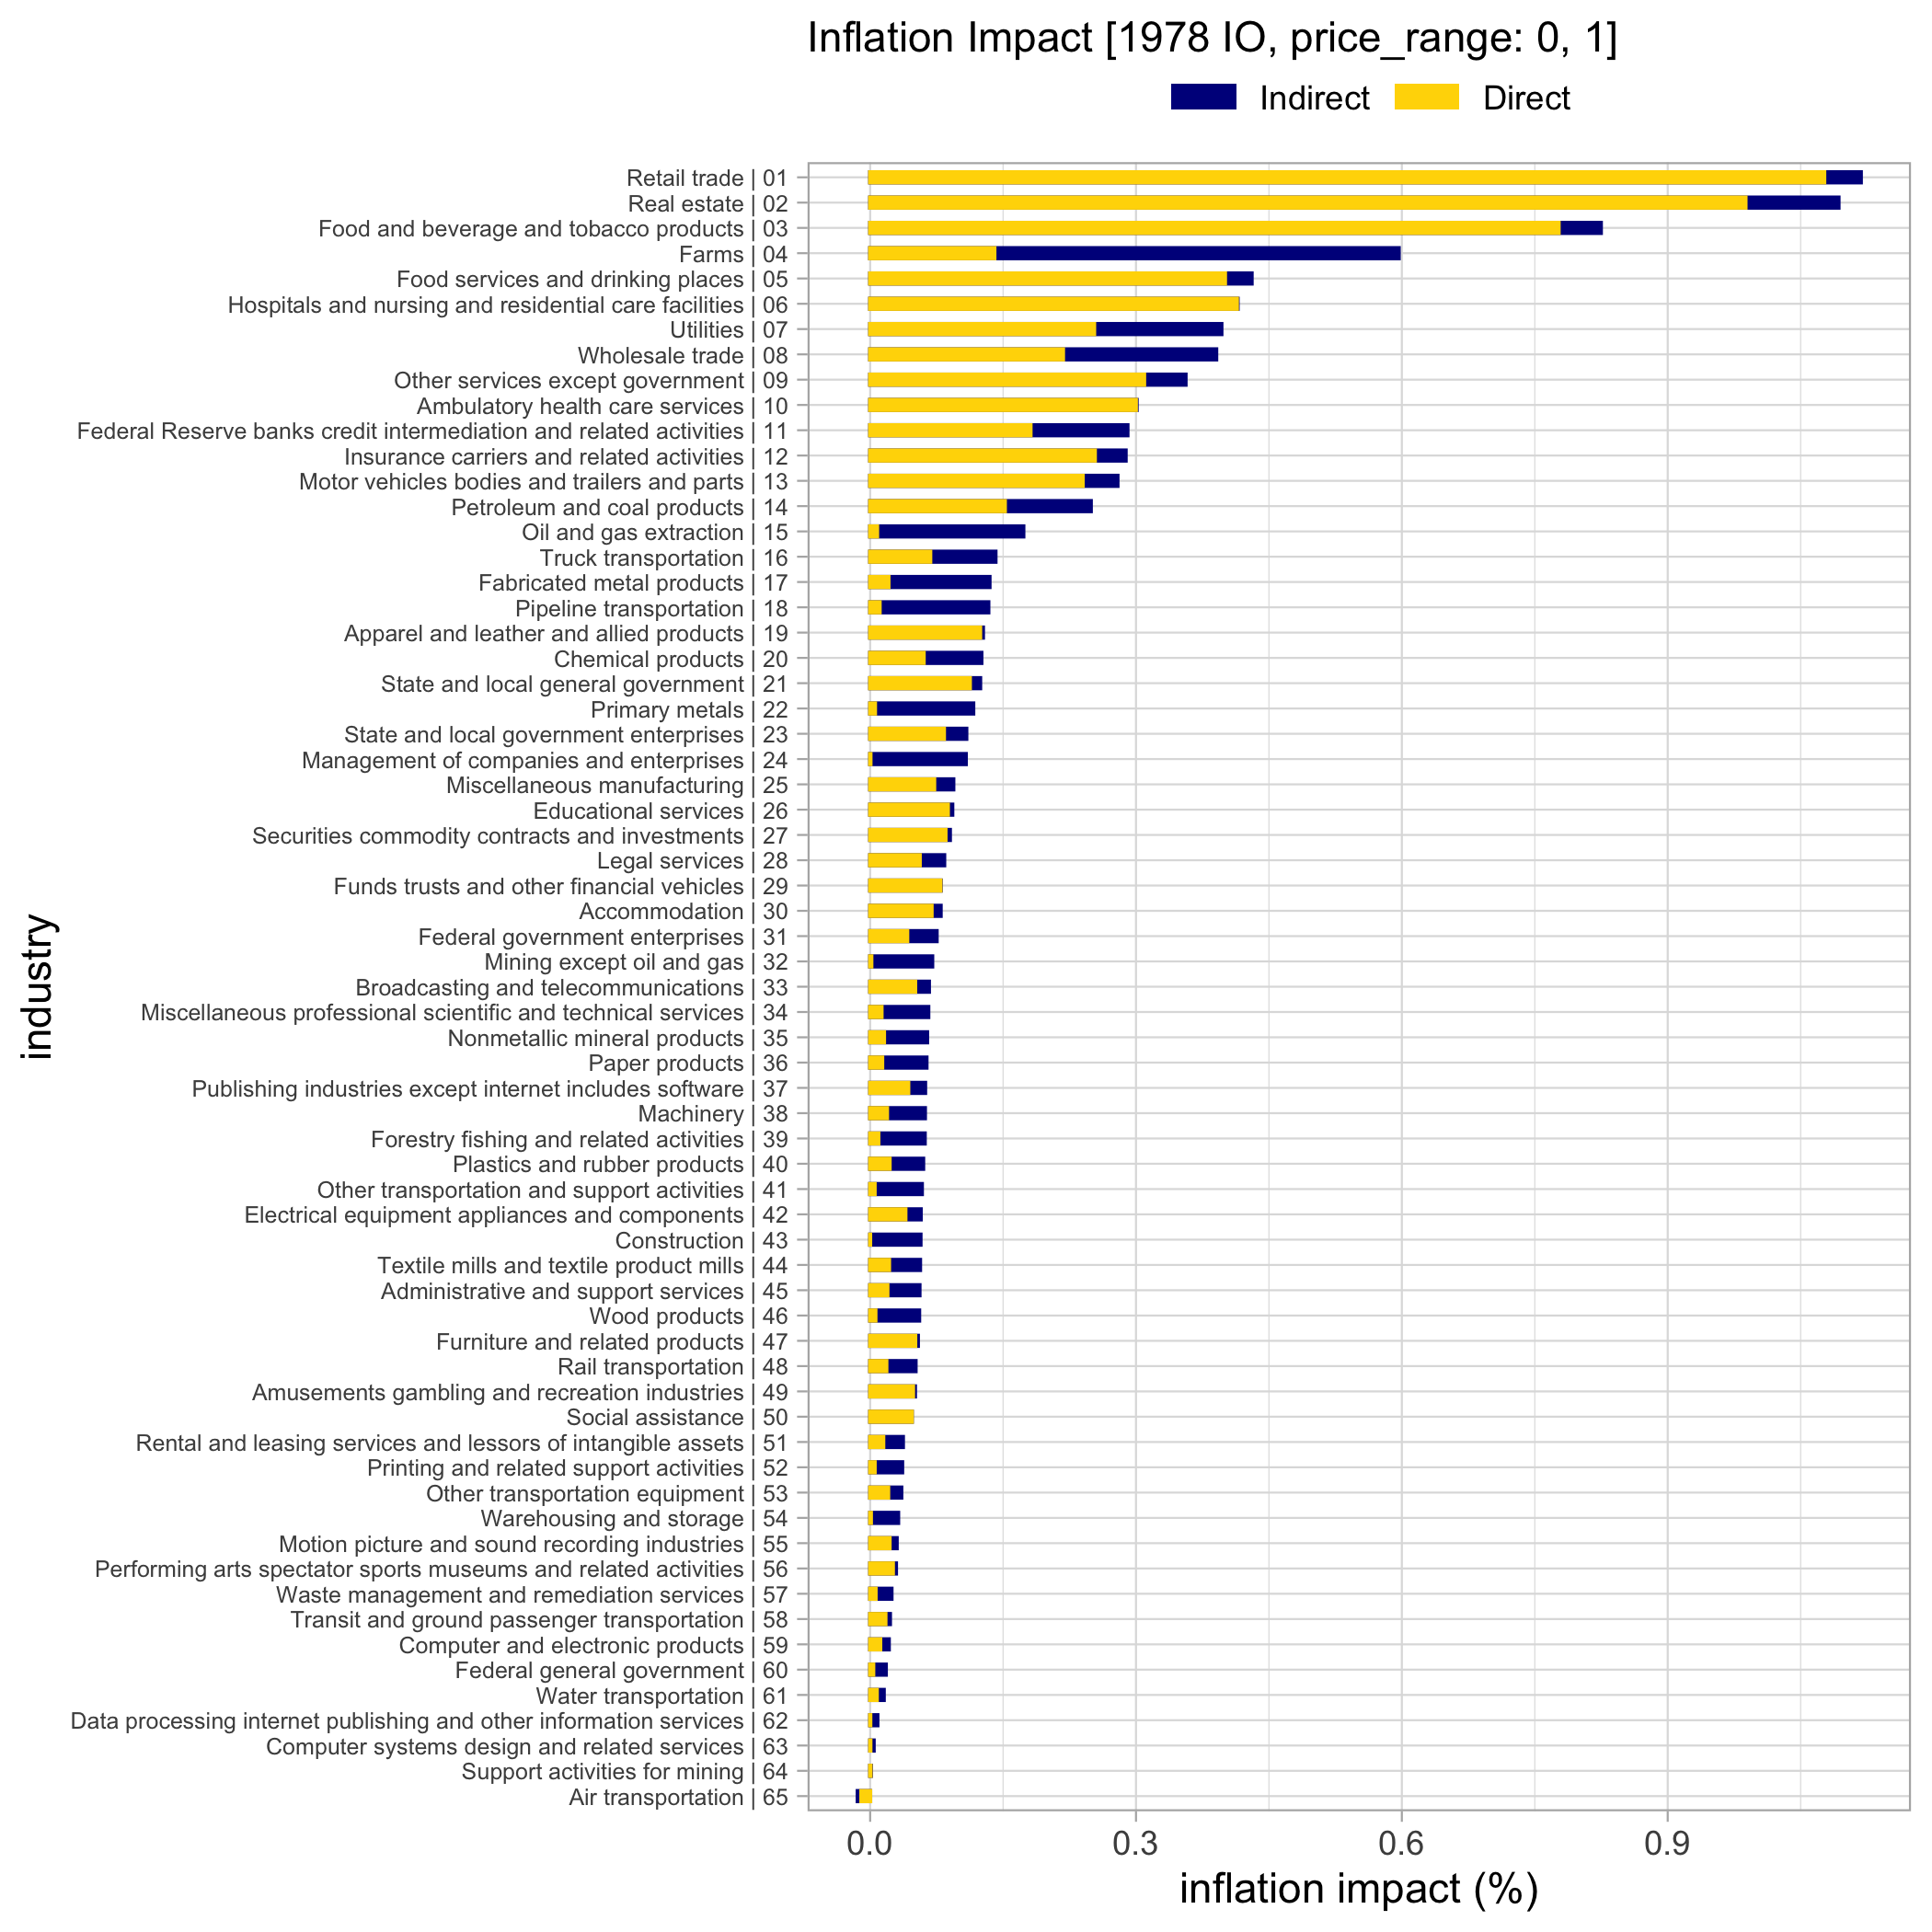 Inflation Impact [1978 IO, price_range: 0, 1]
Indirect Direct
Retail trade | 01
Real estate | 02
Food and beverage and tobacco products | 03
Farms | 04
Food services and drinking places | 05
Hospitals and nursing and residential care facilities | 06
Utilities | 07
Wholesale trade | 08
Other services except government | 09
Ambulatory health care services | 10
Federal Reserve banks credit intermediation and related activities | 11
Insurance carriers and related activities | 12
Motor vehicles bodies and trailers and parts | 13
Petroleum and coal products | 14
Oil and gas extraction | 15
Truck transportation | 16
Fabricated metal products | 17
Pipeline transportation | 18
Apparel and leather and allied products | 19
Chemical products | 20
State and local general government | 21
Primary metals | 22
State and local government enterprises | 23
Management of companies and enterprises | 24
Miscellaneous manufacturing | 25
Educational services | 26
Securities commodity contracts and investments | 27
Legal services | 28
Funds trusts and other financial vehicles | 29
Accommodation | 30
Federal government enterprises | 31
Mining except oil and gas | 32
Broadcasting and telecommunications | 33
Miscellaneous professional scientific and technical services | 34
Nonmetallic mineral products | 35
Paper products | 36
Publishing industries except internet includes software | 37
Machinery | 38
Forestry fishing and related activities | 39
Plastics and rubber products | 40
Other transportation and support activities | 41
Electrical equipment appliances and components | 42
Construction | 43
Textile mills and textile product mills | 44
Administrative and support services | 45
Wood products | 46
Furniture and related products | 47
Rail transportation | 48
Amusements gambling and recreation industries | 49
Social assistance | 50
Rental and leasing services and lessors of intangible assets | 51
Printing and related support activities | 52
Other transportation equipment | 53
Warehousing and storage | 54
Motion picture and sound recording industries | 55
Performing arts spectator sports museums and related activities | 56
Waste management and remediation services | 57
Transit and ground passenger transportation | 58
Computer and electronic products | 59
Federal general government | 60
Water transportation | 61
Data processing internet publishing and other information services | 62
Computer systems design and related services | 63
Support activities for mining | 64
Air transportation | 65
industry
0.0 0.3 0.6 0.9
inflation impact (%)